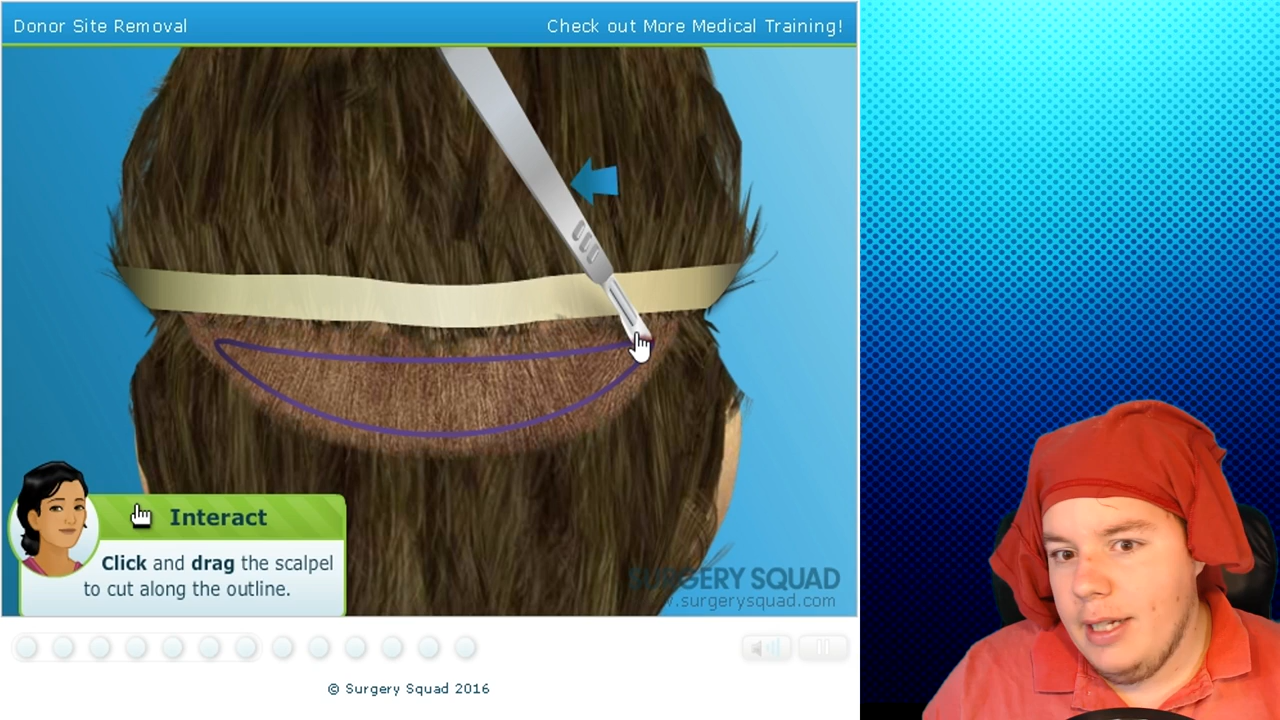 Donor Site Removal
Check out More Medical Training!
Interact
Click and drag the scalpel
to cut along the outline.
SURGERY SQUAD
www.surgerysquad.com
© Surgery Squad 2016